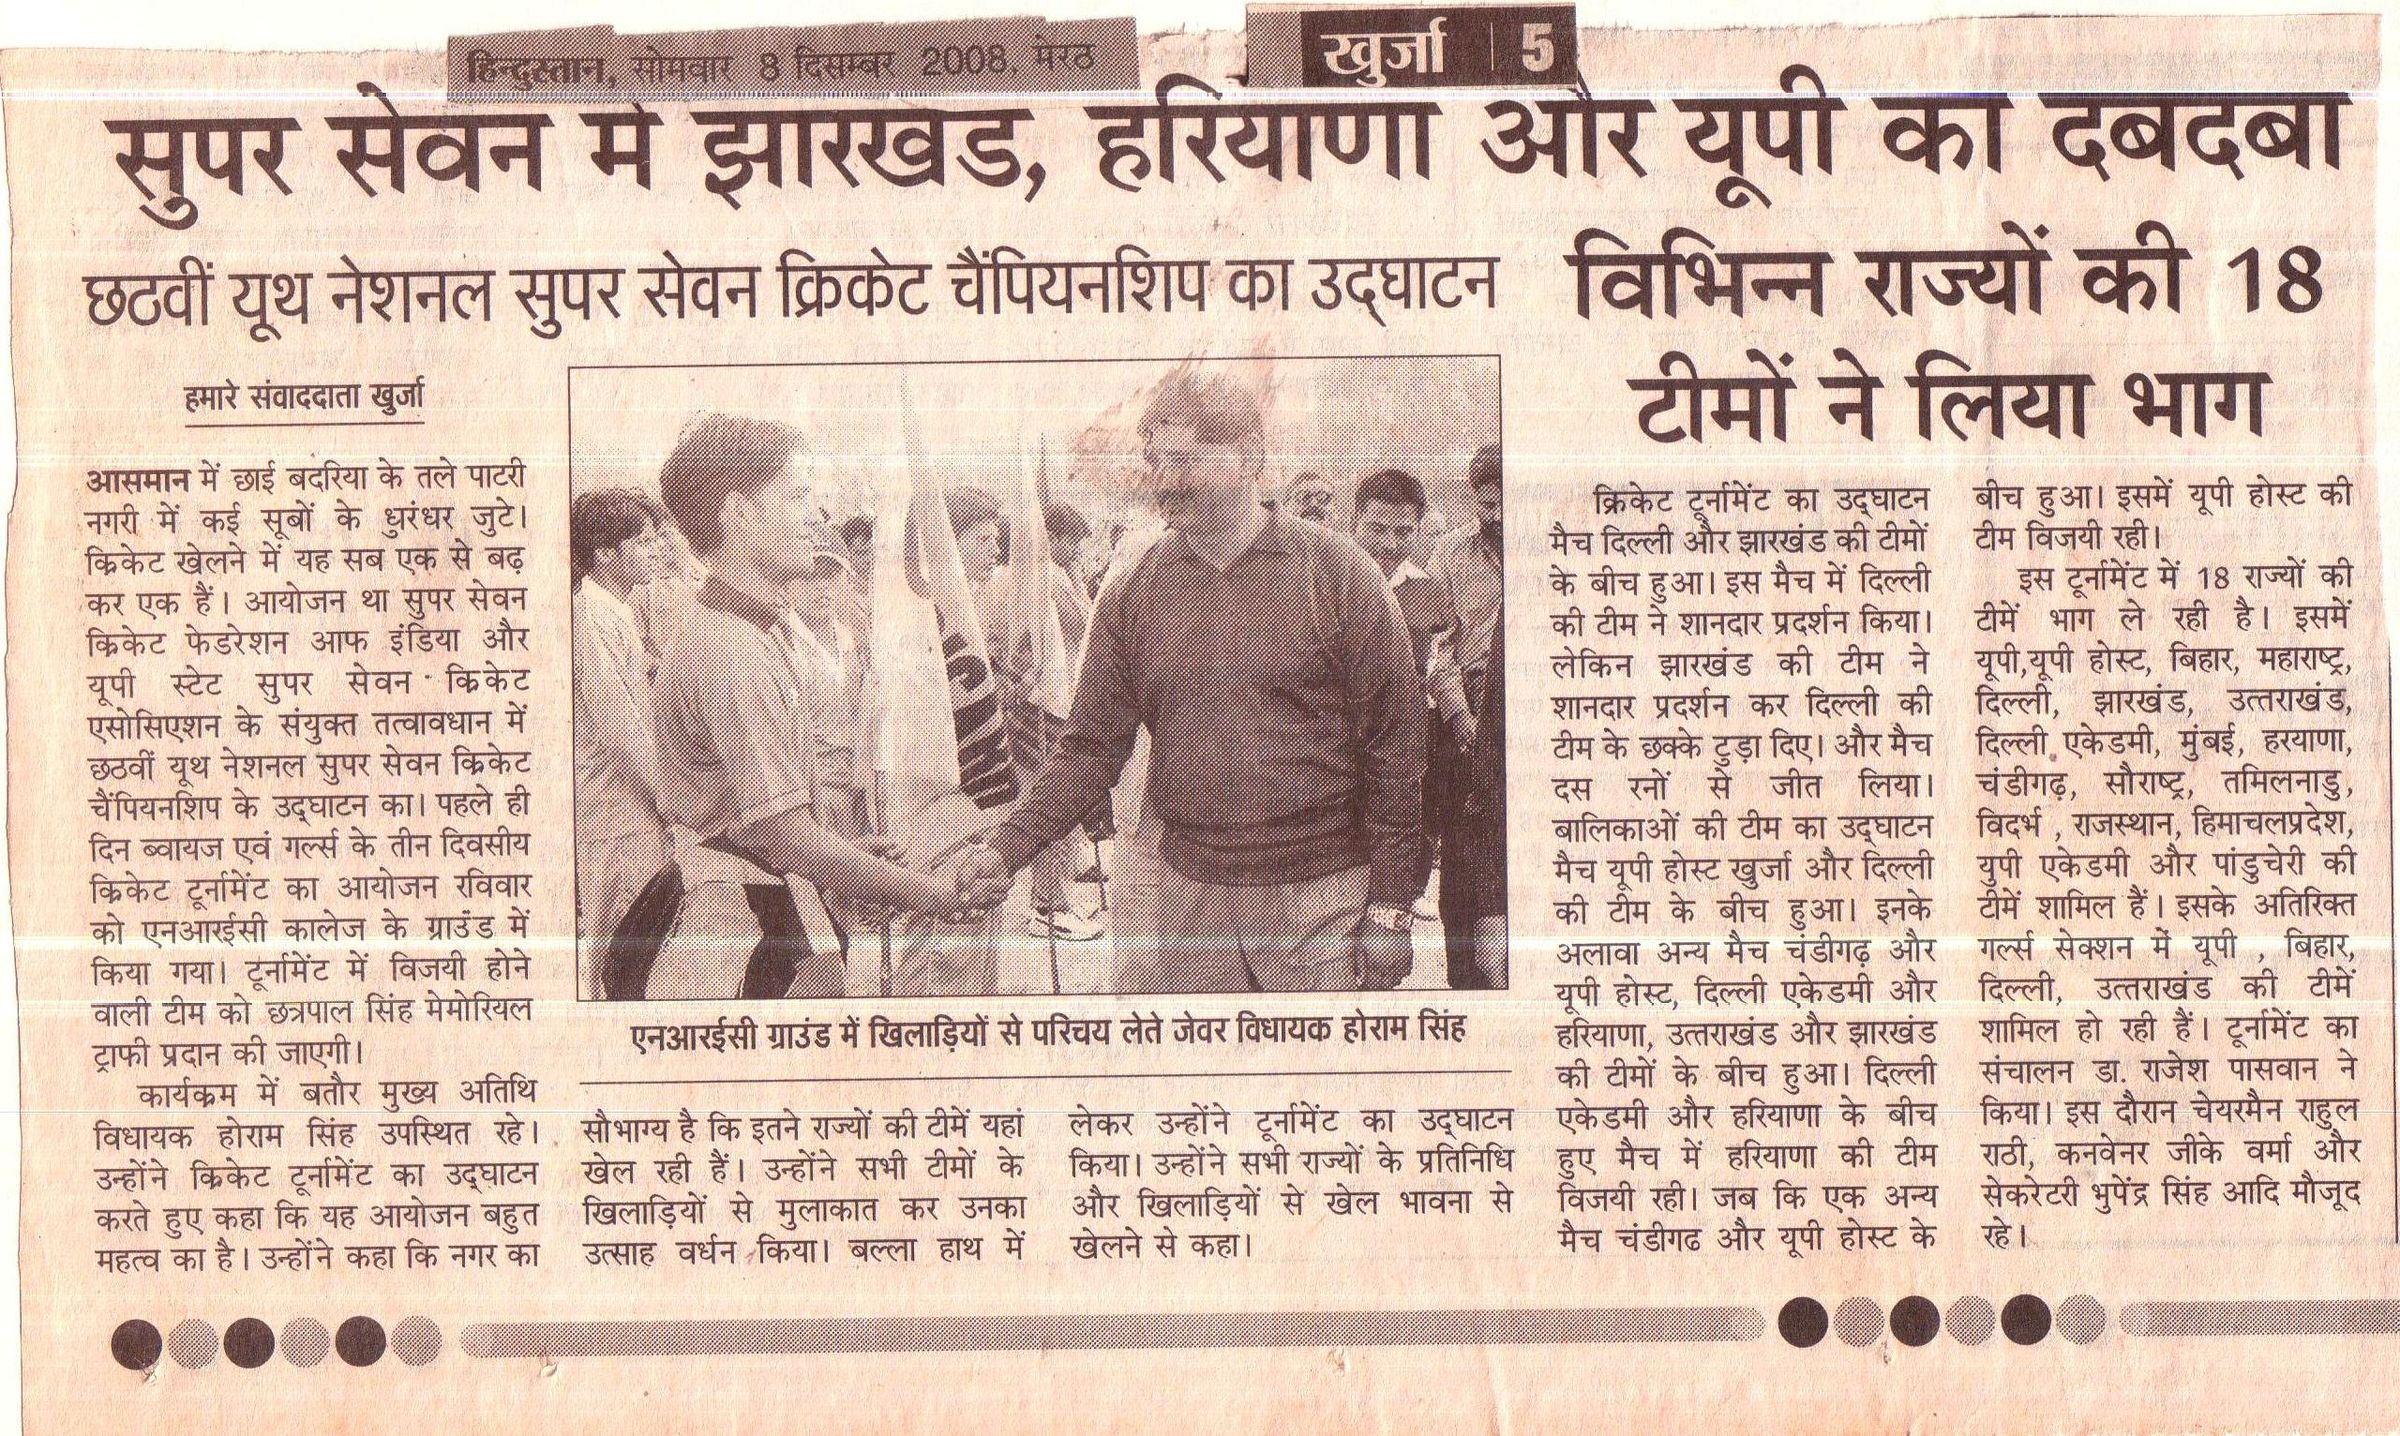 हिन्दुस्तान, सोमवार 8 दिसम्बर 2008. मेरठ
खुर्जा | 5
सुपर सेवन में झारखंड, हरियाणा और यूपी का दबदबा
छठवीं यूथ नेशनल सुपर सेवन क्रिकेट चैंपियनशिप का उद्घाटन
विभिन्न राज्यों की 18
टीमों ने लिया भाग
हमारे संवाददाता खुर्जा
आसमान में छाई बदरिया के तले पाटरी
नगरी में कई सूबों के धुरंधर जुटे।
क्रिकेट खेलने में यह सब एक से बढ़
कर एक हैं। आयोजन था सुपर सेवन
क्रिकेट फेडरेशन आफ इंडिया और
यूपी स्टेट सुपर सेवन क्रिकेट
एसोसिएशन के संयुक्त तत्वावधान में
छठवीं यूथ नेशनल सुपर सेवन क्रिकेट
चैंपियनशिप के उद्घाटन का। पहले ही
दिन ब्वायज एवं गर्ल्स के तीन दिवसीय
क्रिकेट टूर्नामेंट का आयोजन रविवार
को एनआरईसी कालेज के ग्राउंड में
किया गया। टूर्नामेंट में विजयी होने
वाली टीम को छत्रपाल सिंह मेमोरियल
ट्राफी प्रदान की जाएगी।
कार्यक्रम में बतौर मुख्य अतिथि
विधायक होराम सिंह उपस्थित रहे।
उन्होंने क्रिकेट टूर्नामेंट का उद्घाटन
करते हुए कहा कि यह आयोजन बहुत
महत्व का है। उन्होंने कहा कि नगर का
एनआरईसी ग्राउंड में खिलाड़ियों से परिचय लेते जेवर विधायक होराम सिंह
सौभाग्य है कि इतने राज्यों की टीमें यहां
खेल रही हैं। उन्होंने सभी टीमों के
खिलाड़ियों से मुलाकात कर उनका
उत्साह वर्धन किया। बल्ला हाथ में
लेकर उन्होंने टूर्नामेंट का उद्घाटन
किया। उन्होंने सभी राज्यों के प्रतिनिधि
और खिलाड़ियों से खेल भावना से
खेलने से कहा।
क्रिकेट टूर्नामेंट का उद्घाटन
मैच दिल्ली और झारखंड की टीमों
के बीच हुआ। इस मैच में दिल्ली
की टीम ने शानदार प्रदर्शन किया।
लेकिन झारखंड की टीम ने
शानदार प्रदर्शन कर दिल्ली की
टीम के छक्के टुड़ा दिए। और मैच
दस रनों से जीत लिया।
बालिकाओं की टीम का उद्घाटन
मैच यूपी होस्ट खुर्जा और दिल्ली
की टीम के बीच हुआ। इनके
अलावा अन्य मैच चंडीगढ़ और
यूपी होस्ट, दिल्ली एकेडमी और
हरियाणा, उत्तराखंड और झारखंड
की टीमों के बीच हुआ। दिल्ली
एकेडमी और हरियाणा के बीच
हुए मैच में हरियाणा की टीम
विजयी रही। जब कि एक अन्य
मैच चंडीगढ और यूपी होस्ट के
बीच हुआ। इसमें यूपी होस्ट की
टीम विजयी रही।
इस टूर्नामेंट में 18 राज्यों की
टीमें भाग ले रही है। इसमें
यूपी,यूपी होस्ट, बिहार, महाराष्ट्र,
दिल्ली, झारखंड, उत्तराखंड,
दिल्ली एकेडमी, मुंबई, हरयाणा,
चंडीगढ़, सौराष्ट्र, तमिलनाडु,
विदर्भ , राजस्थान, हिमाचलप्रदेश,
युपी एकेडमी और पांडुचेरी की
टीमें शामिल हैं। इसके अतिरिक्त
गर्ल्स सेक्शन में यूपी , बिहार,
दिल्ली, उत्तराखंड की टीमें
शामिल हो रही हैं। टूर्नामेंट का
संचालन डा. राजेश पासवान ने
किया। इस दौरान चेयरमैन राहुल
राठी, कनवेनर जीके वर्मा और
सेकरेटरी भुपेंद्र सिंह आदि मौजूद
रहे।